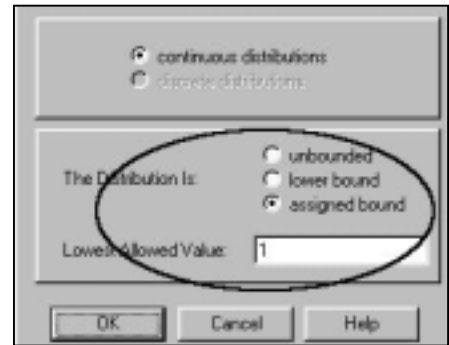 continuous distributions
discrete distributions
unbounded
The Distribution Is:
lower bound
assigned bound
Lowest Allowed Value: 1
OK Cancel Help